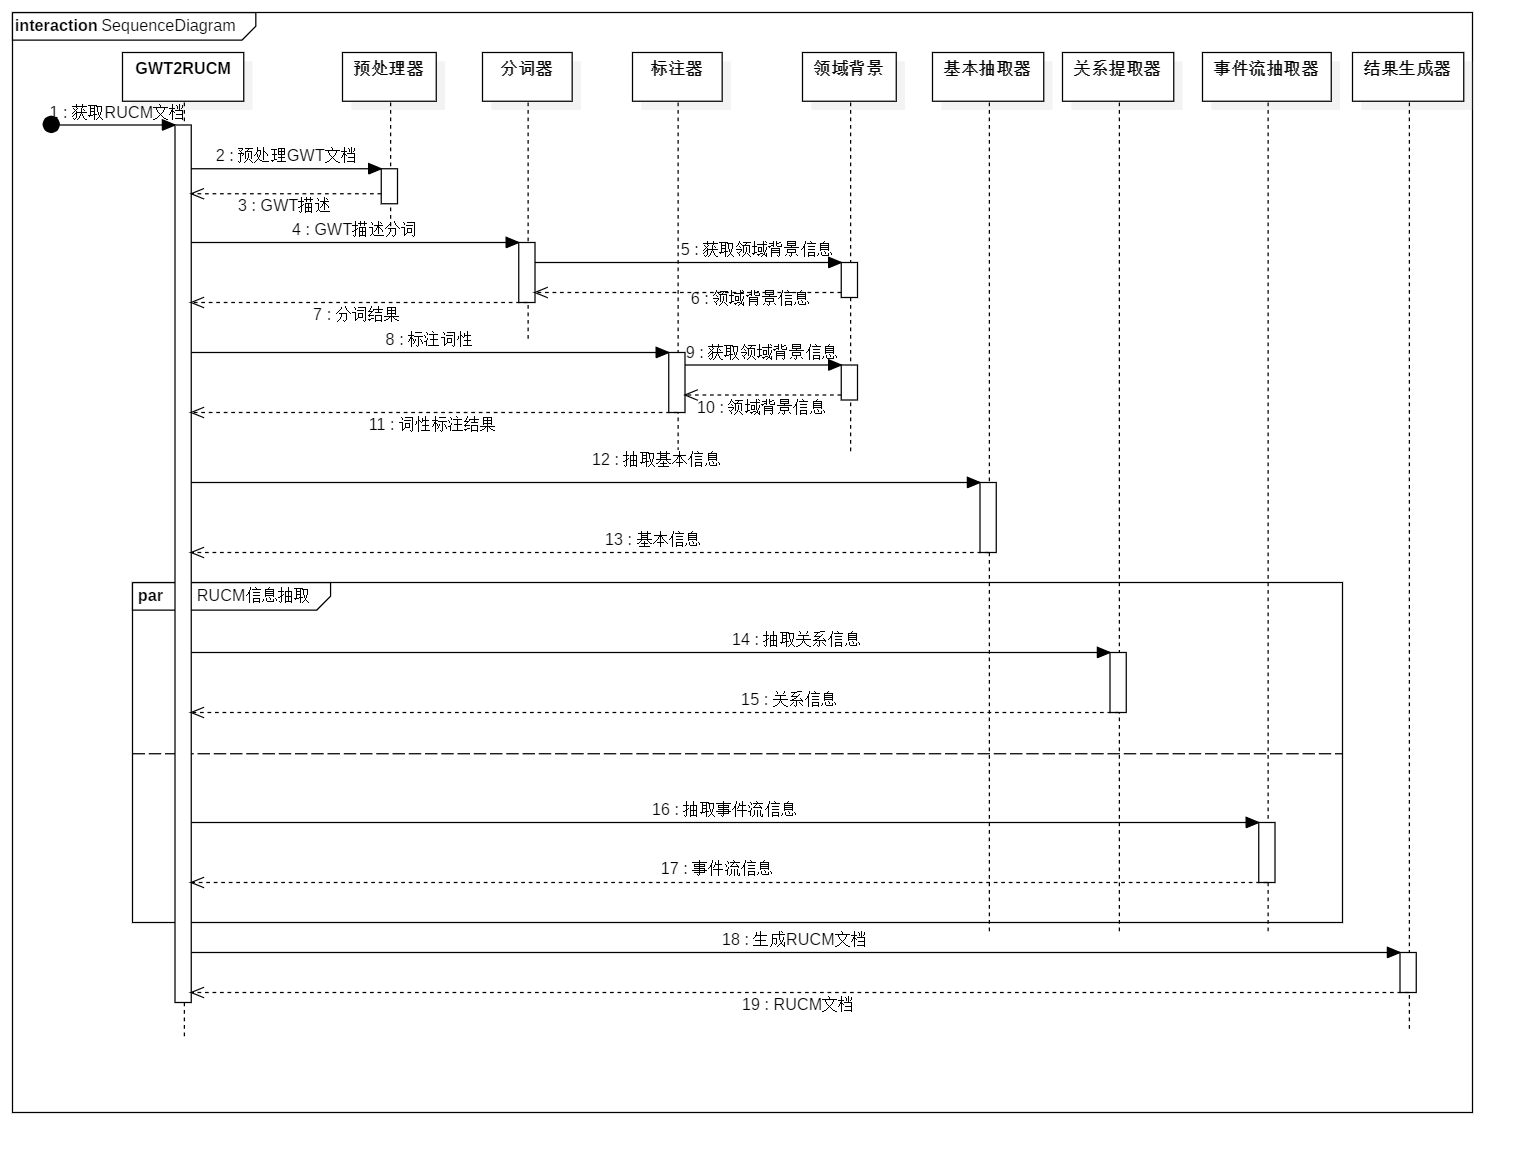 interaction SequenceDiagram
GWT2RUCM
预处理器
分词器
标注器
领域背景
基本抽取器
关系提取器
事件流抽取器
结果生成器
1 : 获取RUCM文档
2 : 预处理GWT文档
3 : GWT描述
4 : GWT描述分词
5 : 获取领域背景信息
6 : 领域背景信息
7 : 分词结果
8 : 标注词性
9 : 获取领域背景信息
10 : 领域背景信息
11 : 词性标注结果
12 : 抽取基本信息
13 : 基本信息
par RUCM信息抽取
14 : 抽取关系信息
15 : 关系信息
16 : 抽取事件流信息
17 : 事件流信息
18 : 生成RUCM文档
19 : RUCM文档